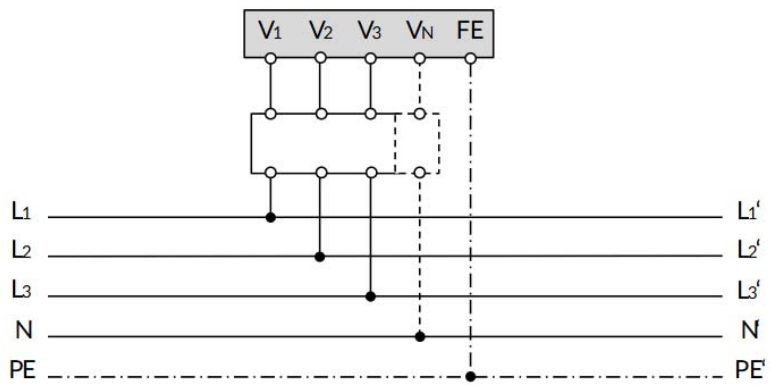 V1 V2 V3 VN FE
L1 L1‘
L2 L2‘
L3 L3‘
N N‘
PE PE‘